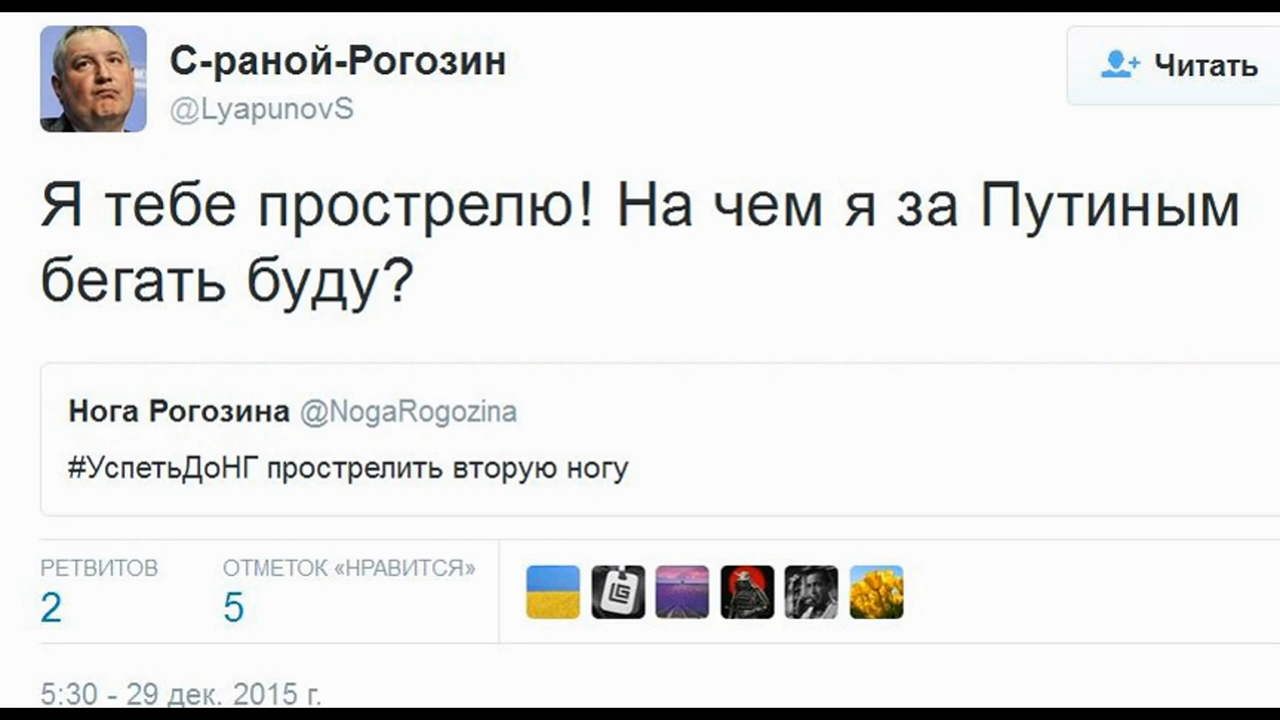 С-раной-Рогозин
@LyapunovS
Читать
Я тебе прострелю! На чем я за Путиным
бегать буду?
Нога Рогозина @NogaRogozina
#УспетьДоНГ прострелить вторую ногу
РЕТВИТОВ
ОТМЕТОК «НРАВИТСЯ»
2
5
LG
5:30 - 29 дек. 2015 г.